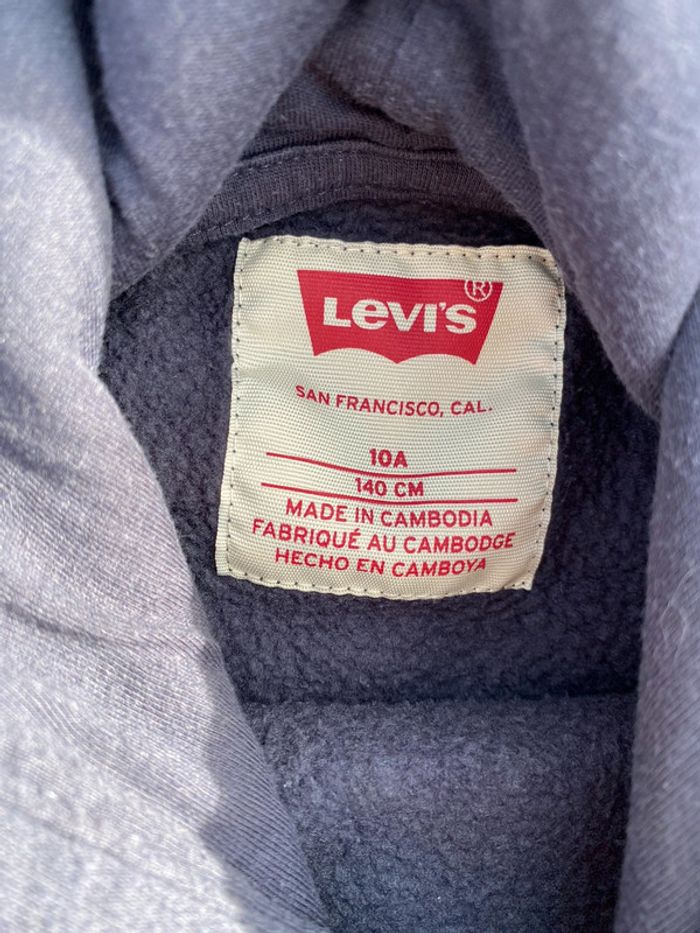 LEVI'S ®
SAN FRANCISCO, CAL.
10A
140 CM
MADE IN CAMBODIA
FABRIQUÉ AU CAMBODGE
HECHO EN CAMBOYA